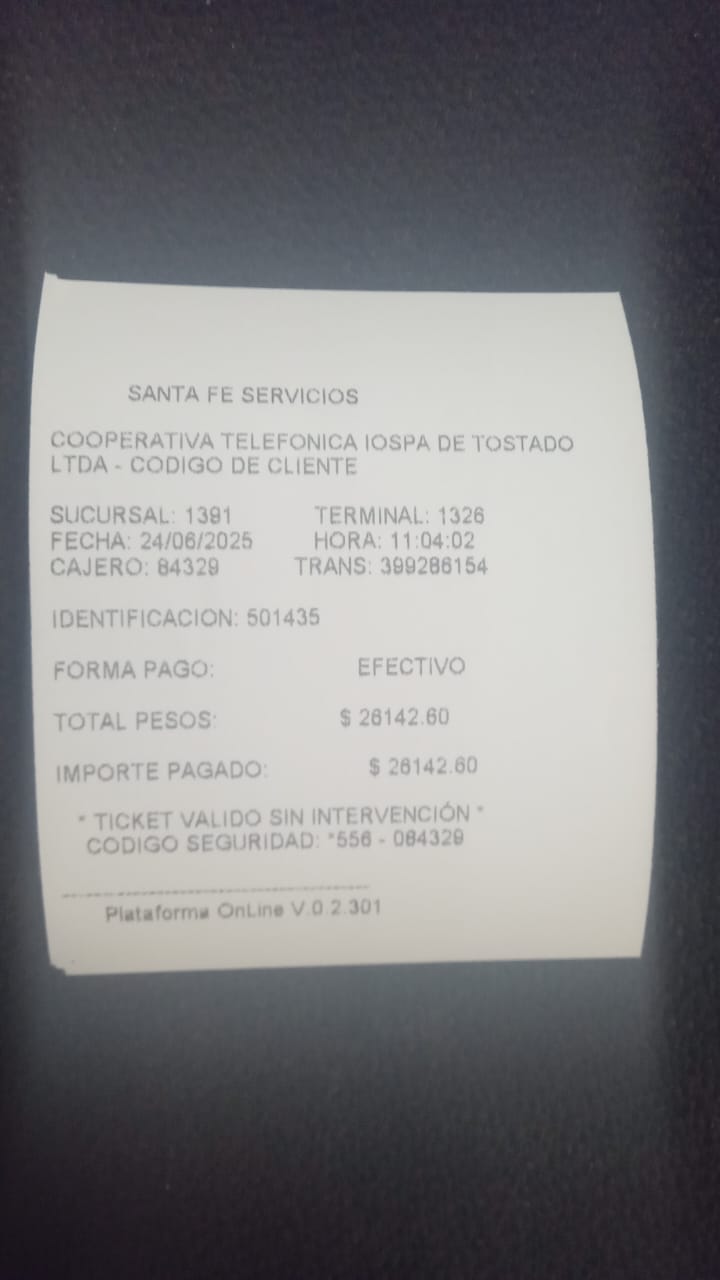 SANTA FE SERVICIOS
COOPERATIVA TELEFONICA IOSPA DE TOSTADO
LTDA - CODIGO DE CLIENTE
SUCURSAL: 1391 TERMINAL: 1326
FECHA: 24/06/2025 HORA: 11:04:02
CAJERO: 84329 TRANS: 399286154
IDENTIFICACION: 501435
FORMA PAGO: EFECTIVO
TOTAL PESOS: $ 26142.60
IMPORTE PAGADO: $ 26142.60
* TICKET VALIDO SIN INTERVENCIÓN *
CODIGO SEGURIDAD: *556 - 084329
Plataforma OnLine V.0.2.301